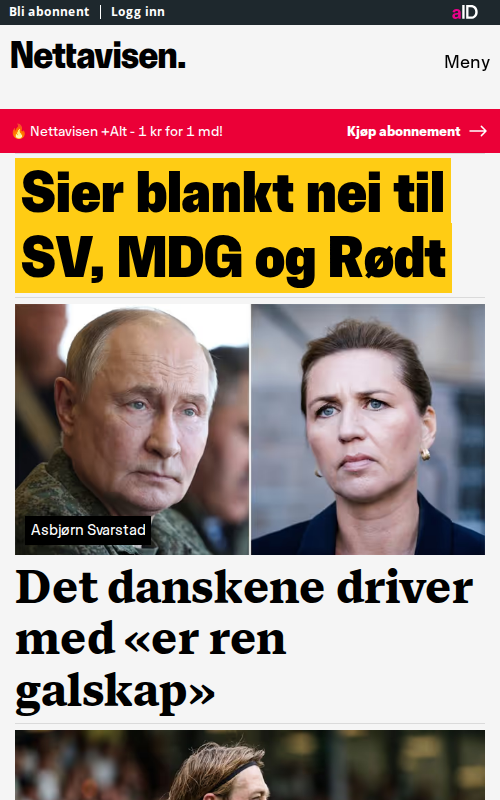 Bli abonnent | Logg inn
aID
Nettavisen.
Meny
🔥 Nettavisen +Alt - 1 kr for 1 md!
Kjøp abonnement →
Sier blankt nei til
SV, MDG og Rødt
Asbjørn Svarstad
Det danskene driver
med «er ren
galskap»